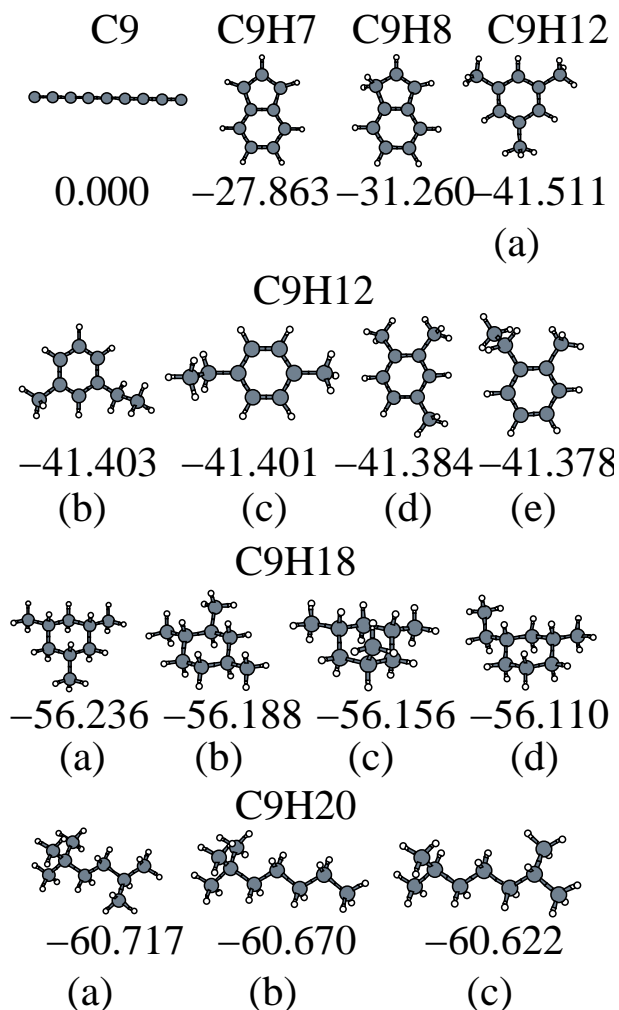 C9 C9H7 C9H8 C9H12
0.000 −27.863 −31.260 −41.511
(a)
C9H12
−41.403 −41.401 −41.384 −41.378
(b) (c) (d) (e)
C9H18
−56.236 −56.188 −56.156 −56.110
(a) (b) (c) (d)
C9H20
−60.717 −60.670 −60.622
(a) (b) (c)